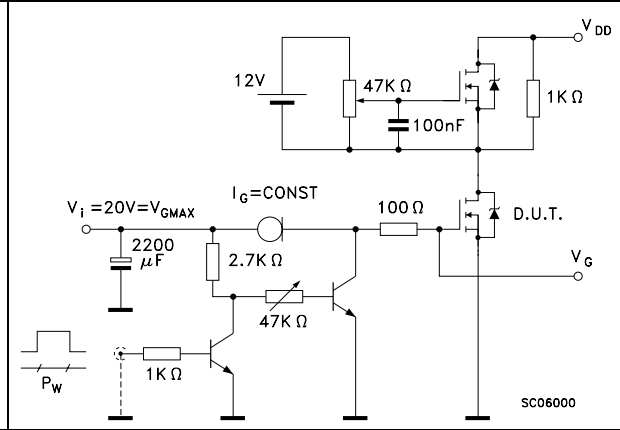 V DD
12V
47K Ω
1K Ω
100nF
I G =CONST
V i =20V=V GMAX
100 Ω
D.U.T.
2200
μF
2.7K Ω
V G
47K Ω
1K Ω
P W
SC06000